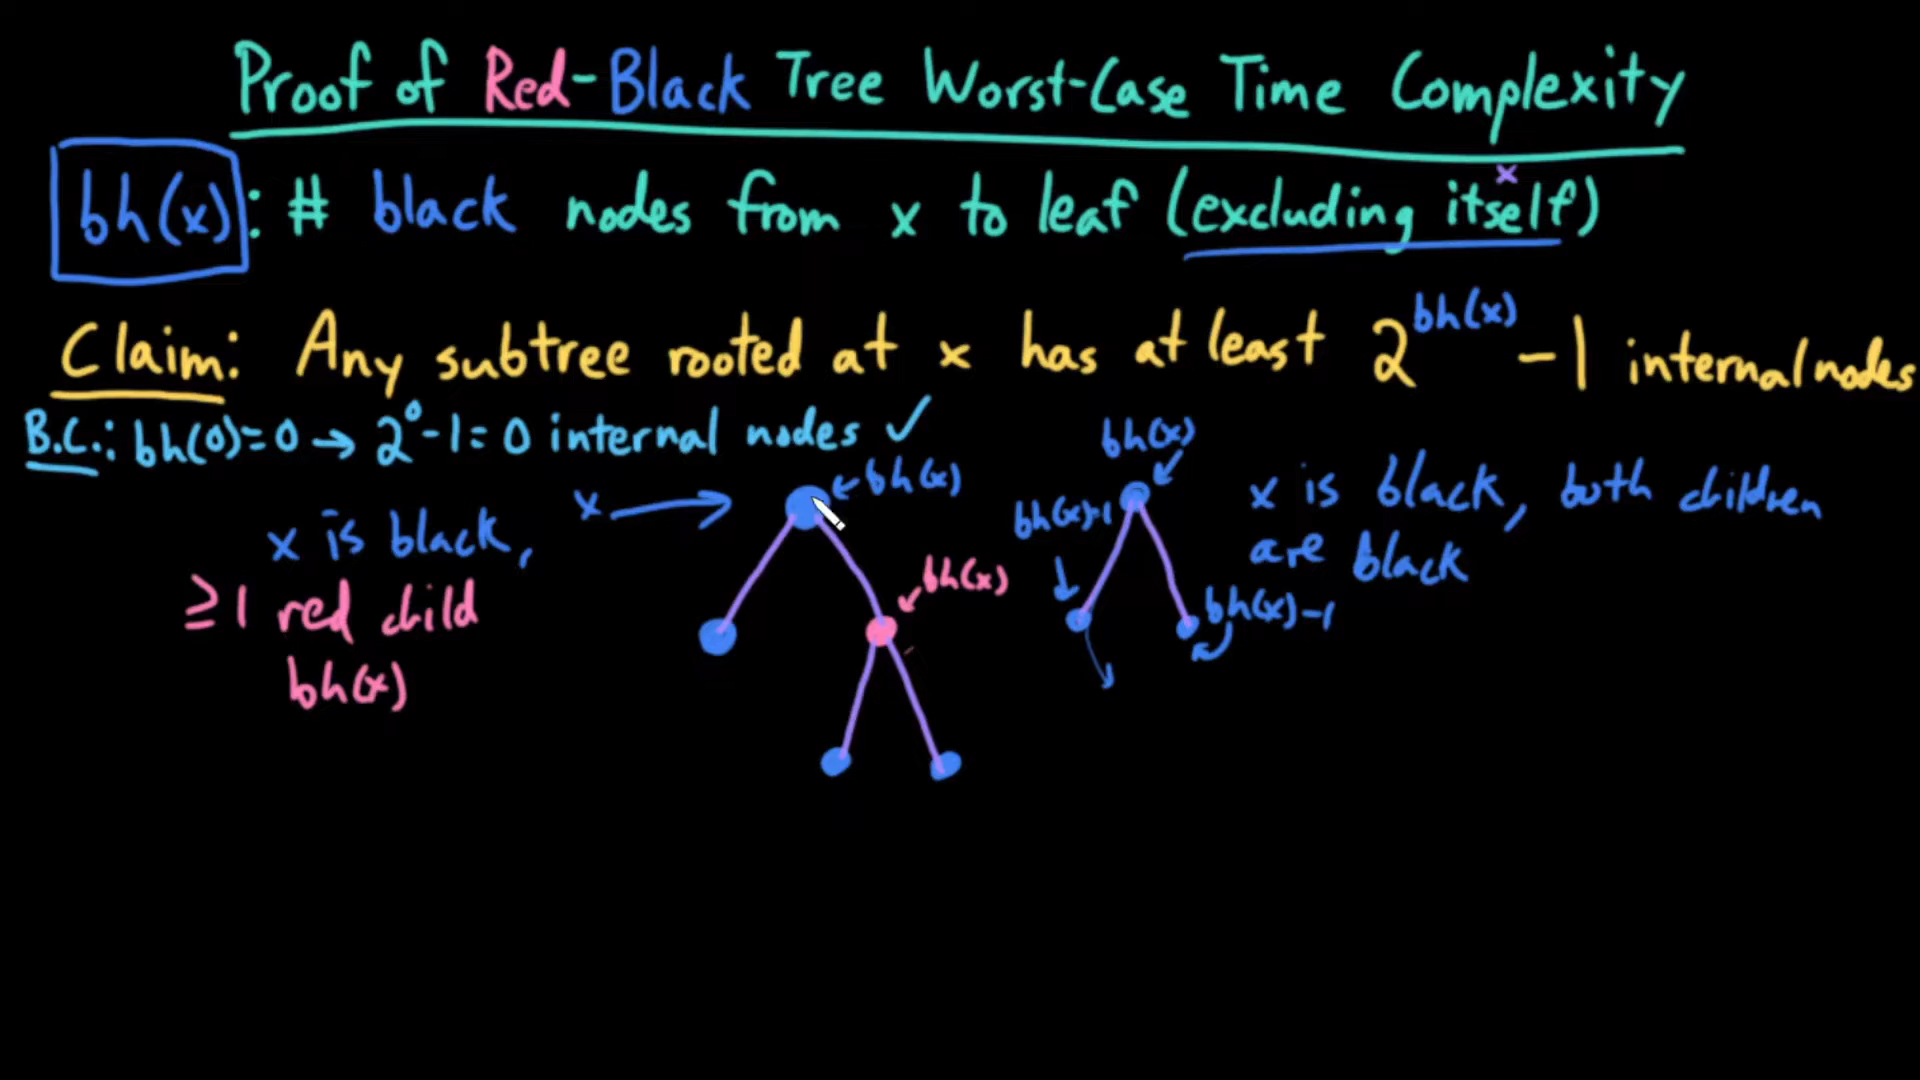 Proof of Red-Black Tree Worst-Case Time Complexity
bh(x): # black nodes from x to leaf (excluding itself)
x
Claim: Any subtree rooted at x has at least 2^bh(x) - 1 internal nodes
B.C.: bh(0)=0 → 2^0-1=0 internal nodes ✓
x is black,
≥1 red child
bh(x)
x →
←bh(x)
bh(x)
bh(x)
bh(x)-1
bh(x)-1
x is black, both children
are black